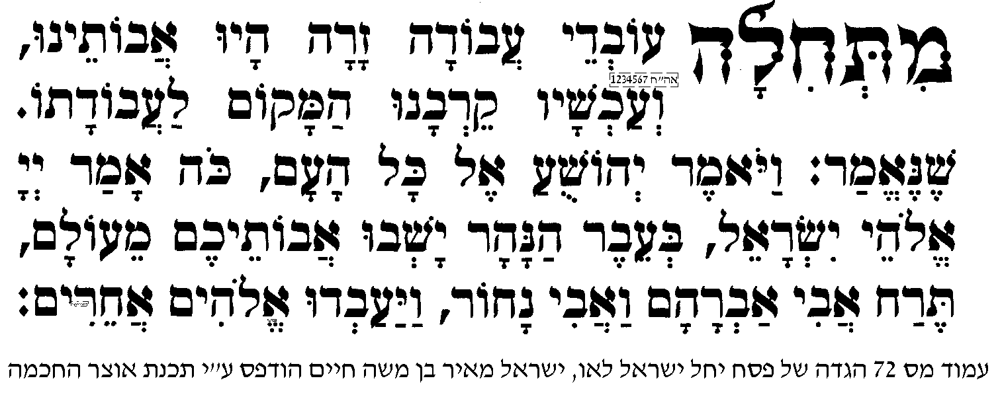 מִתְּחִלָּה עוֹבְדֵי עֲבוֹדָה זָרָה הָיוּ אֲבוֹתֵינוּ,
אה״ח 1234567
וְעַכְשָׁיו קֵרְבָנוּ הַמָּקוֹם לַעֲבוֹדָתוֹ.
שֶׁנֶּאֱמַר: וַיֹּאמֶר יְהוֹשֻׁעַ אֶל כָּל הָעָם, כֹּה אָמַר יְיָ
אֱלֹהֵי יִשְׂרָאֵל, בְּעֵבֶר הַנָּהָר יָשְׁבוּ אֲבוֹתֵיכֶם מֵעוֹלָם,
תֶּרַח אֲבִי אַבְרָהָם וַאֲבִי נָחוֹר, וַיַּעַבְדוּ אֱלֹהִים אֲחֵרִים:
עמוד מס 72 הגדה של פסח יחל ישראל לאו, ישראל מאיר בן משה חיים הודפס ע״י תכנת אוצר החכמה